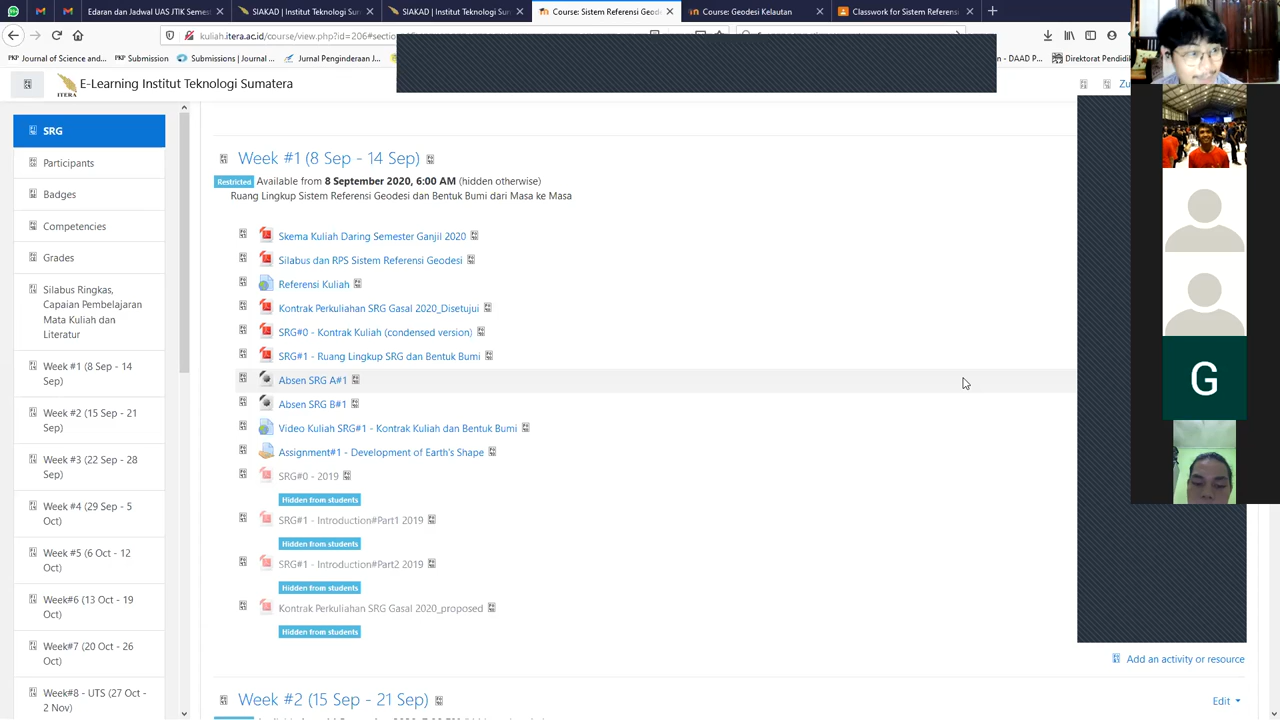 Edaran dan Jadwal UAS JTIK Semest
SIAKAD | Institut Teknologi Sum
SIAKAD | Institut Teknologi Sum
Course: Sistem Referensi Geode
Course: Geodesi Kelautan
Classwork for Sistem Referensi
kuliah.itera.ac.id/course/view.php?id=206#section
PKP Journal of Science and...
PKP Submission
Submissions | Journal ...
Jurnal Penginderaan J
an - DAAD P...
Direktorat Pendidik
ITERA
E-Learning Institut Teknologi Sumatera
SRG
Participants
Badges
Competencies
Grades
Silabus Ringkas,
Capaian Pembelajaran
Mata Kuliah dan
Literatur
Week #1 (8 Sep - 14
Sep)
Week #2 (15 Sep - 21
Sep)
Week #3 (22 Sep - 28
Sep)
Week #4 (29 Sep - 5
Oct)
Week #5 (6 Oct - 12
Oct)
Week#6 (13 Oct - 19
Oct)
Week#7 (20 Oct - 26
Oct)
Week#8 - UTS (27 Oct -
2 Nov)
Week #1 (8 Sep - 14 Sep)
Restricted Available from 8 September 2020, 6:00 AM (hidden otherwise)
Ruang Lingkup Sistem Referensi Geodesi dan Bentuk Bumi dari Masa ke Masa
Skema Kuliah Daring Semester Ganjil 2020
Silabus dan RPS Sistem Referensi Geodesi
Referensi Kuliah
Kontrak Perkuliahan SRG Gasal 2020_Disetujui
SRG#0 - Kontrak Kuliah (condensed version)
SRG#1 - Ruang Lingkup SRG dan Bentuk Bumi
Absen SRG A#1
Absen SRG B#1
Video Kuliah SRG#1 - Kontrak Kuliah dan Bentuk Bumi
Assignment#1 - Development of Earth's Shape
SRG#0 - 2019
Hidden from students
SRG#1 - Introduction#Part1 2019
Hidden from students
SRG#1 - Introduction#Part2 2019
Hidden from students
Kontrak Perkuliahan SRG Gasal 2020_proposed
Hidden from students
Add an activity or resource
Week #2 (15 Sep - 21 Sep)
Edit
G